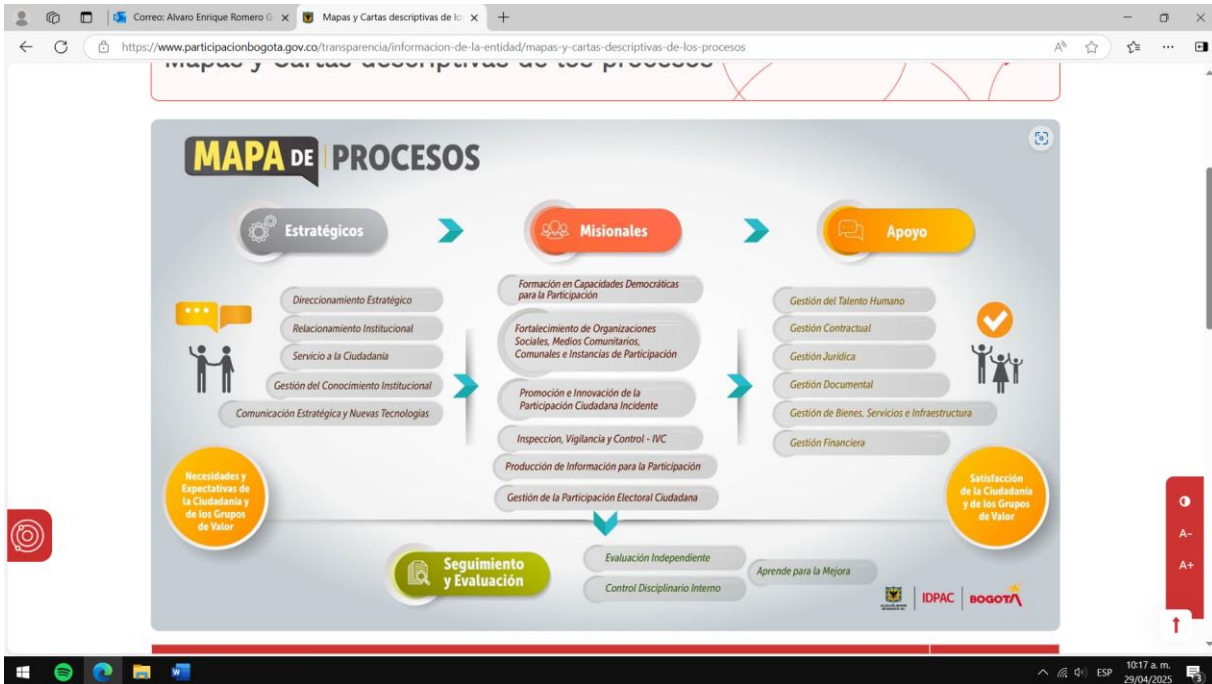 Correo: Alvaro Enrique Romero G
Mapas y Cartas descriptivas de lo
https://www.participacionbogota.gov.co/transparencia/informacion-de-la-entidad/mapas-y-cartas-descriptivas-de-los-procesos
Mapas y Cartas descriptivas de los procesos
MAPA DE PROCESOS
Estratégicos
Misionales
Apoyo
Direccionamiento Estratégico
Relacionamiento Institucional
Servicio a la Ciudadanía
Gestión del Conocimiento Institucional
Comunicación Estratégica y Nuevas Tecnologías
Formación en Capacidades Democráticas
para la Participación
Fortalecimiento de Organizaciones
Sociales, Medios Comunitarios,
Comunales e Instancias de Participación
Promoción e Innovación de la
Participación Ciudadana Incidente
Inspeccion, Vigilancia y Control - IVC
Producción de Información para la Participación
Gestión de la Participación Electoral Ciudadana
Gestión del Talento Humano
Gestión Contractual
Gestión Jurídica
Gestión Documental
Gestión de Bienes, Servicios e Infraestructura
Gestión Financiera
Necesidades y
Expectativas de
la Ciudadanía y
de los Grupos
de Valor
Satisfacción
de la Ciudadanía
y de los Grupos
de Valor
Seguimiento
y Evaluación
Evaluación Independiente
Control Disciplinario Interno
Aprende para la Mejora
IDPAC
BOGOTÁ
A-
A+
ESP
10:17 a. m.
29/04/2025